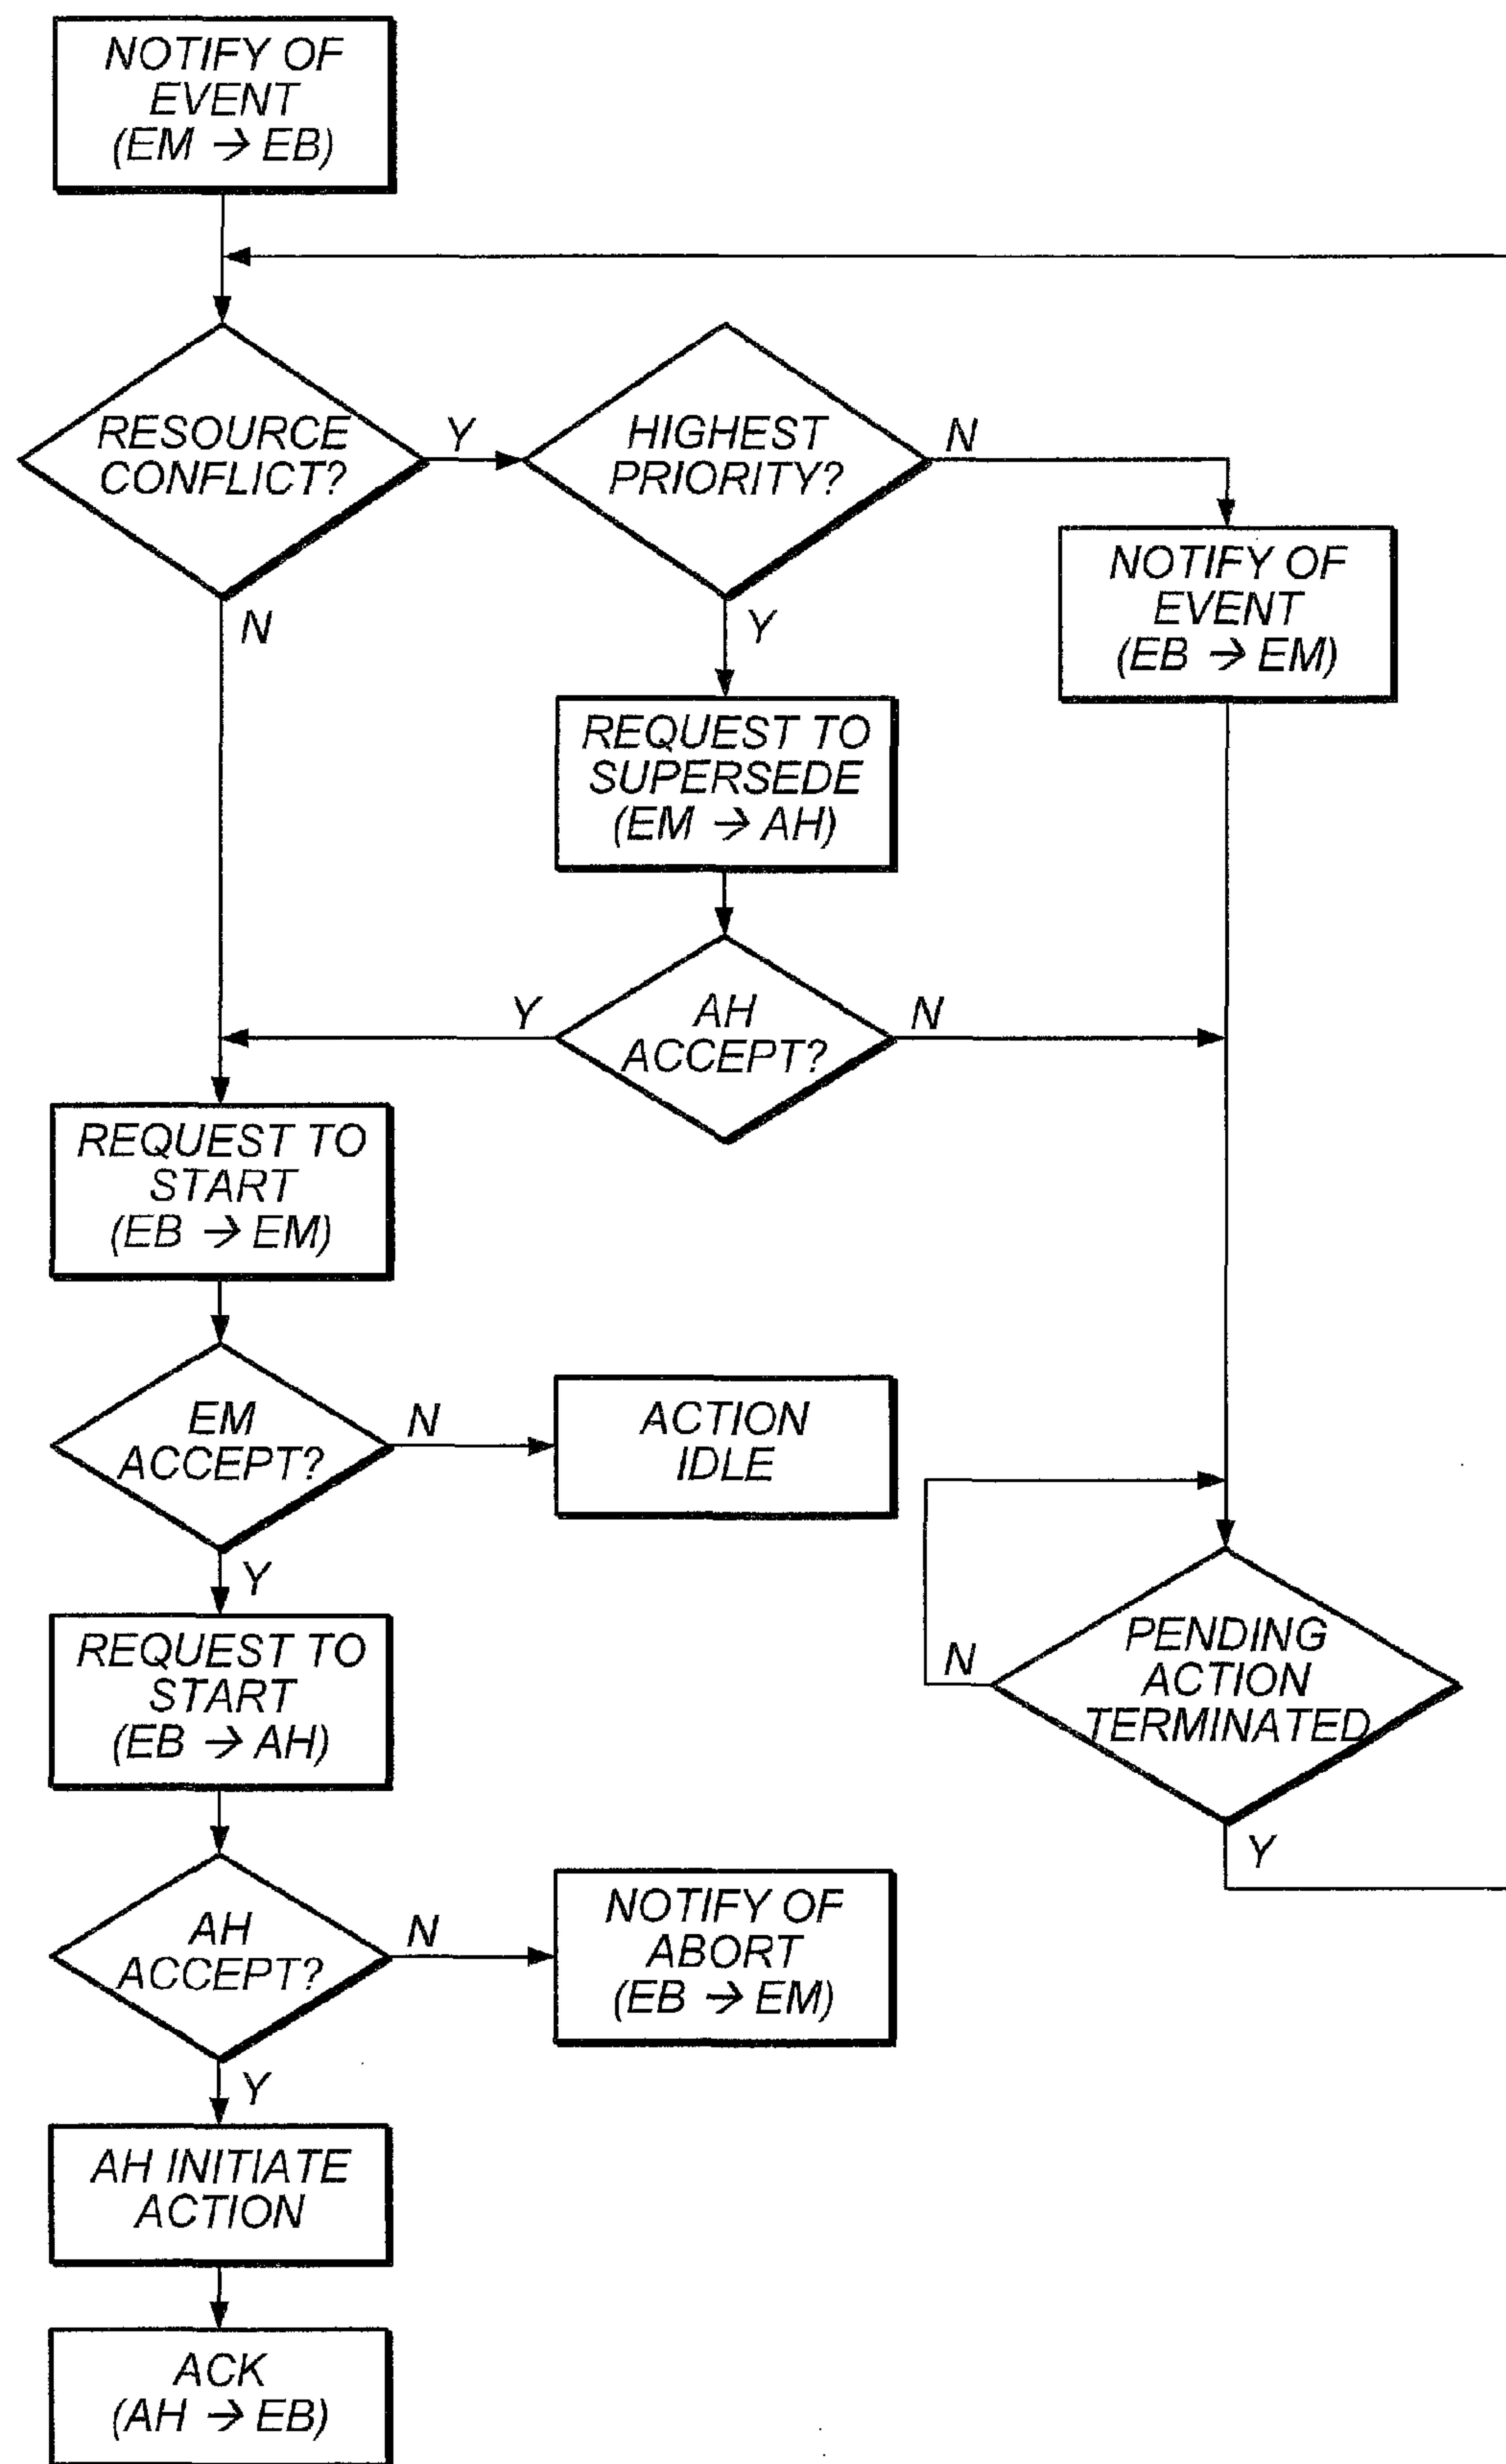 NOTIFY OF
EVENT
(EM → EB)
RESOURCE
CONFLICT?
Y
N
HIGHEST
PRIORITY?
N
Y
NOTIFY OF
EVENT
(EB → EM)
REQUEST TO
SUPERSEDE
(EM → AH)
AH
ACCEPT?
Y
N
REQUEST TO
START
(EB → EM)
EM
ACCEPT?
N
Y
ACTION
IDLE
REQUEST TO
START
(EB → AH)
PENDING
ACTION
TERMINATED
N
Y
AH
ACCEPT?
N
Y
NOTIFY OF
ABORT
(EB → EM)
AH INITIATE
ACTION
ACK
(AH → EB)